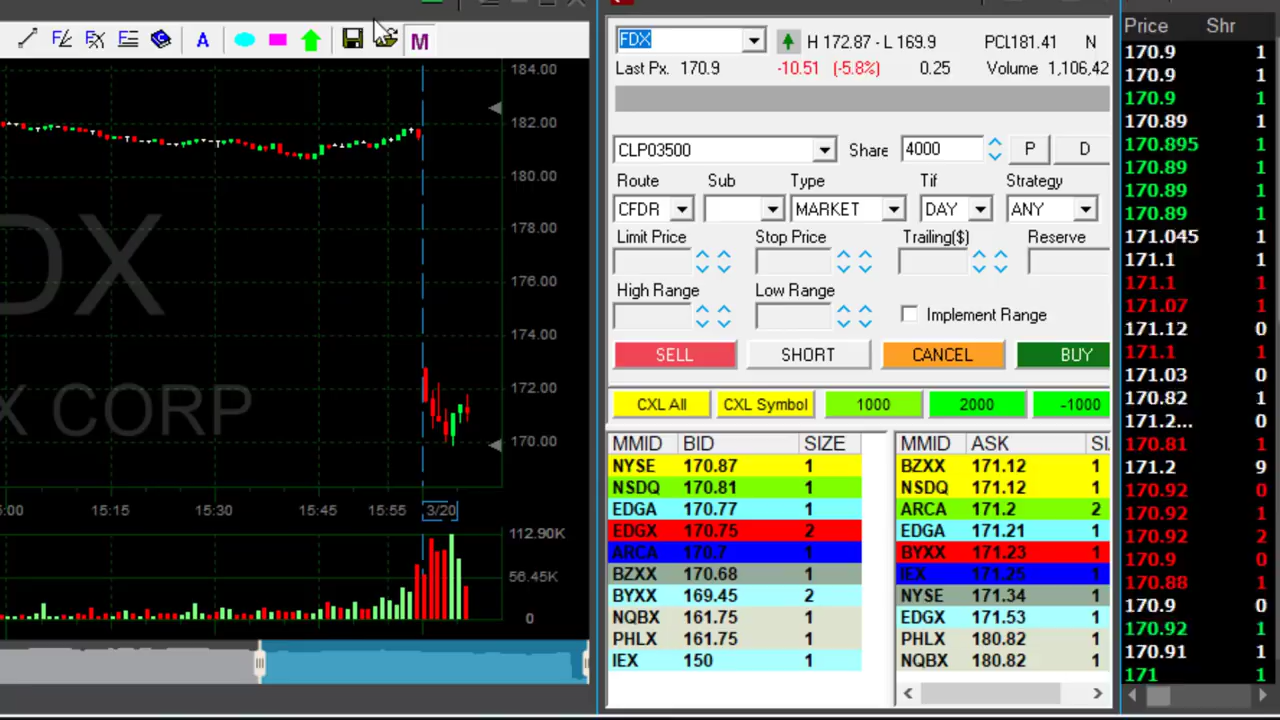 A
M
184.00
182.00
180.00
178.00
176.00
174.00
172.00
170.00
DX
X CORP
5:00
15:15
15:30
15:45
15:55
3/20
112.90K
56.45K
0
FDX
H 172.87 - L 169.9
PCL181.41
N
Last Px.
170.9
-10.51
(-5.8%)
0.25
Volume
1,106,42
CLP03500
Share
4000
P
D
Route
Sub
Type
Tif
Strategy
CFDR
MARKET
DAY
ANY
Limit Price
Stop Price
Trailing($)
Reserve
High Range
Low Range
Implement Range
SELL
SHORT
CANCEL
BUY
CXL All
CXL Symbol
1000
2000
-1000
MMID BID SIZE
NYSE 170.87 1
NSDQ 170.81 1
EDGA 170.77 1
EDGX 170.75 2
ARCA 170.7 1
BZXX 170.68 1
BYXX 169.45 2
NQBX 161.75 1
PHLX 161.75 1
IEX 150 1
MMID ASK
BZXX 171.12 1
NSDQ 171.12 1
ARCA 171.2 2
EDGA 171.21 1
BYXX 171.23 1
IEX 171.25 1
NYSE 171.34 1
EDGX 171.53 1
PHLX 180.82 1
NQBX 180.82 1
Price Shr
170.9 1
170.9 1
170.9 1
170.89 1
170.895 1
170.89 1
170.89 1
170.89 1
171.045 1
171.1 1
171.1 1
171.07 1
171.12 0
171.1 1
171.03 0
170.82 1
171.2... 0
170.81 1
171.2 9
170.92 0
170.92 1
170.92 2
170.9 0
170.88 1
170.9 0
170.92 1
170.91 1
171 1